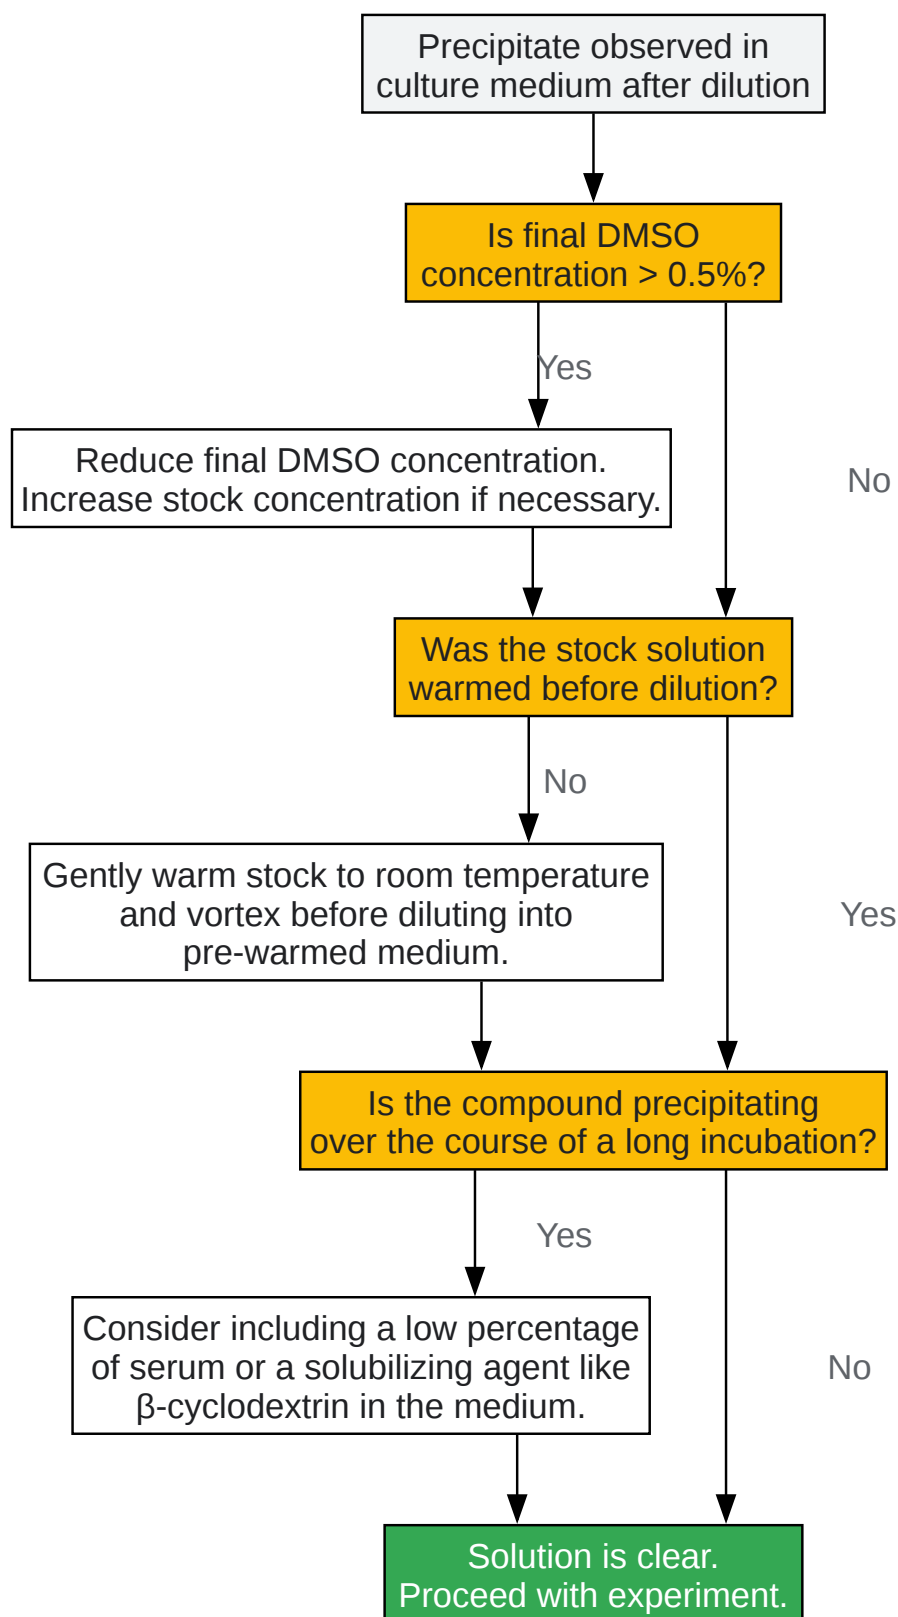 Precipitate observed in
culture medium after dilution
Is final DMSO
concentration > 0.5%?
Yes
Reduce final DMSO concentration.
Increase stock concentration if necessary.
No
Was the stock solution
warmed before dilution?
No
Gently warm stock to room temperature
and vortex before diluting into
pre-warmed medium.
Yes
Is the compound precipitating
over the course of a long incubation?
Yes
Consider including a low percentage
of serum or a solubilizing agent like
β-cyclodextrin in the medium.
No
Solution is clear.
Proceed with experiment.